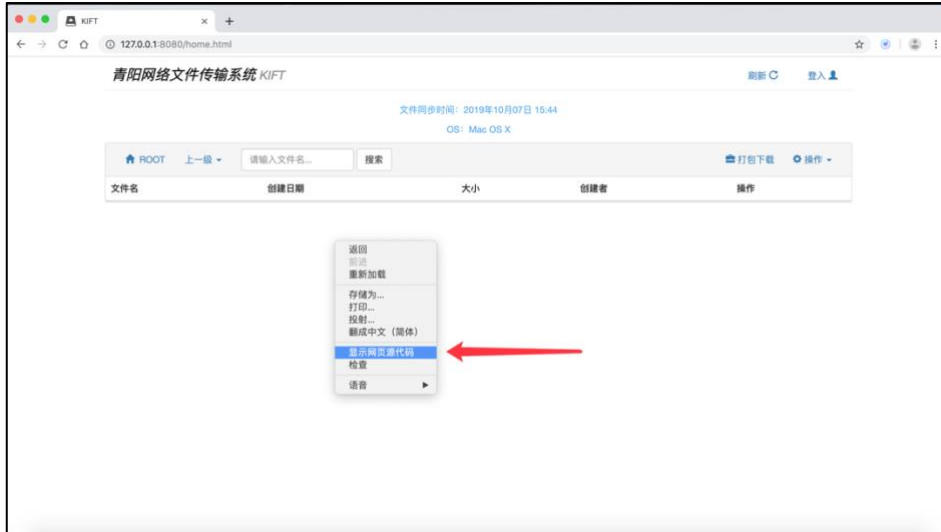 KIFT
127.0.0.1:8080/home.html
青阳网络文件传输系统 KIFT 刷新 登入
文件同步时间：2019年10月07日 15:44
OS：Mac OS X
ROOT 上一级 请输入文件名... 搜索 打包下载 操作
文件名 创建日期 大小 创建者 操作
返回
前进
重新加载
存储为...
打印...
投射...
翻成中文（简体）
显示网页源代码
检查
语音